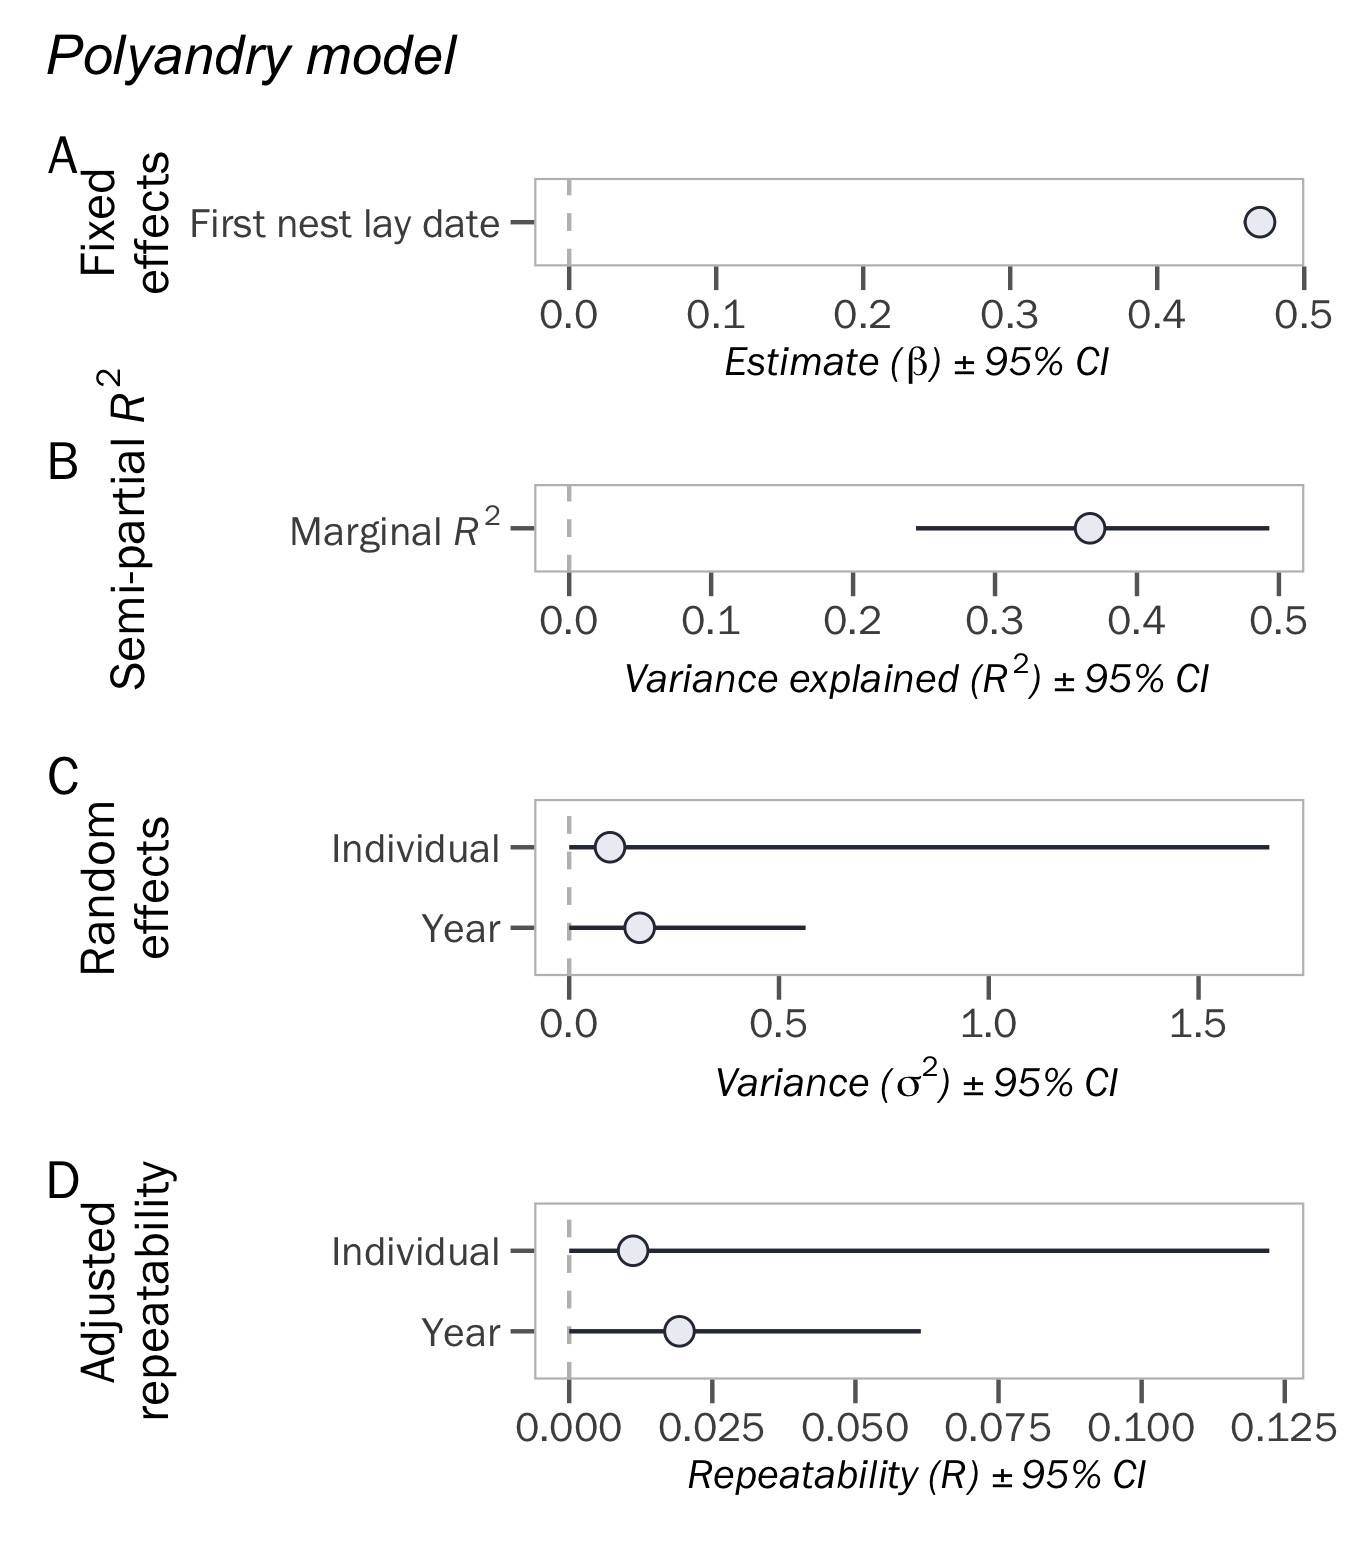 Polyandry model
A
Fixed
effects
First nest lay date
0.0 0.1 0.2 0.3 0.4 0.5
Estimate (β) ± 95% CI
B
Semi-partial R²
Marginal R²
0.0 0.1 0.2 0.3 0.4 0.5
Variance explained (R²) ± 95% CI
C
Random
effects
Individual
Year
0.0 0.5 1.0 1.5
Variance (σ²) ± 95% CI
D
Adjusted
repeatability
Individual
Year
0.000 0.025 0.050 0.075 0.100 0.125
Repeatability (R) ± 95% CI